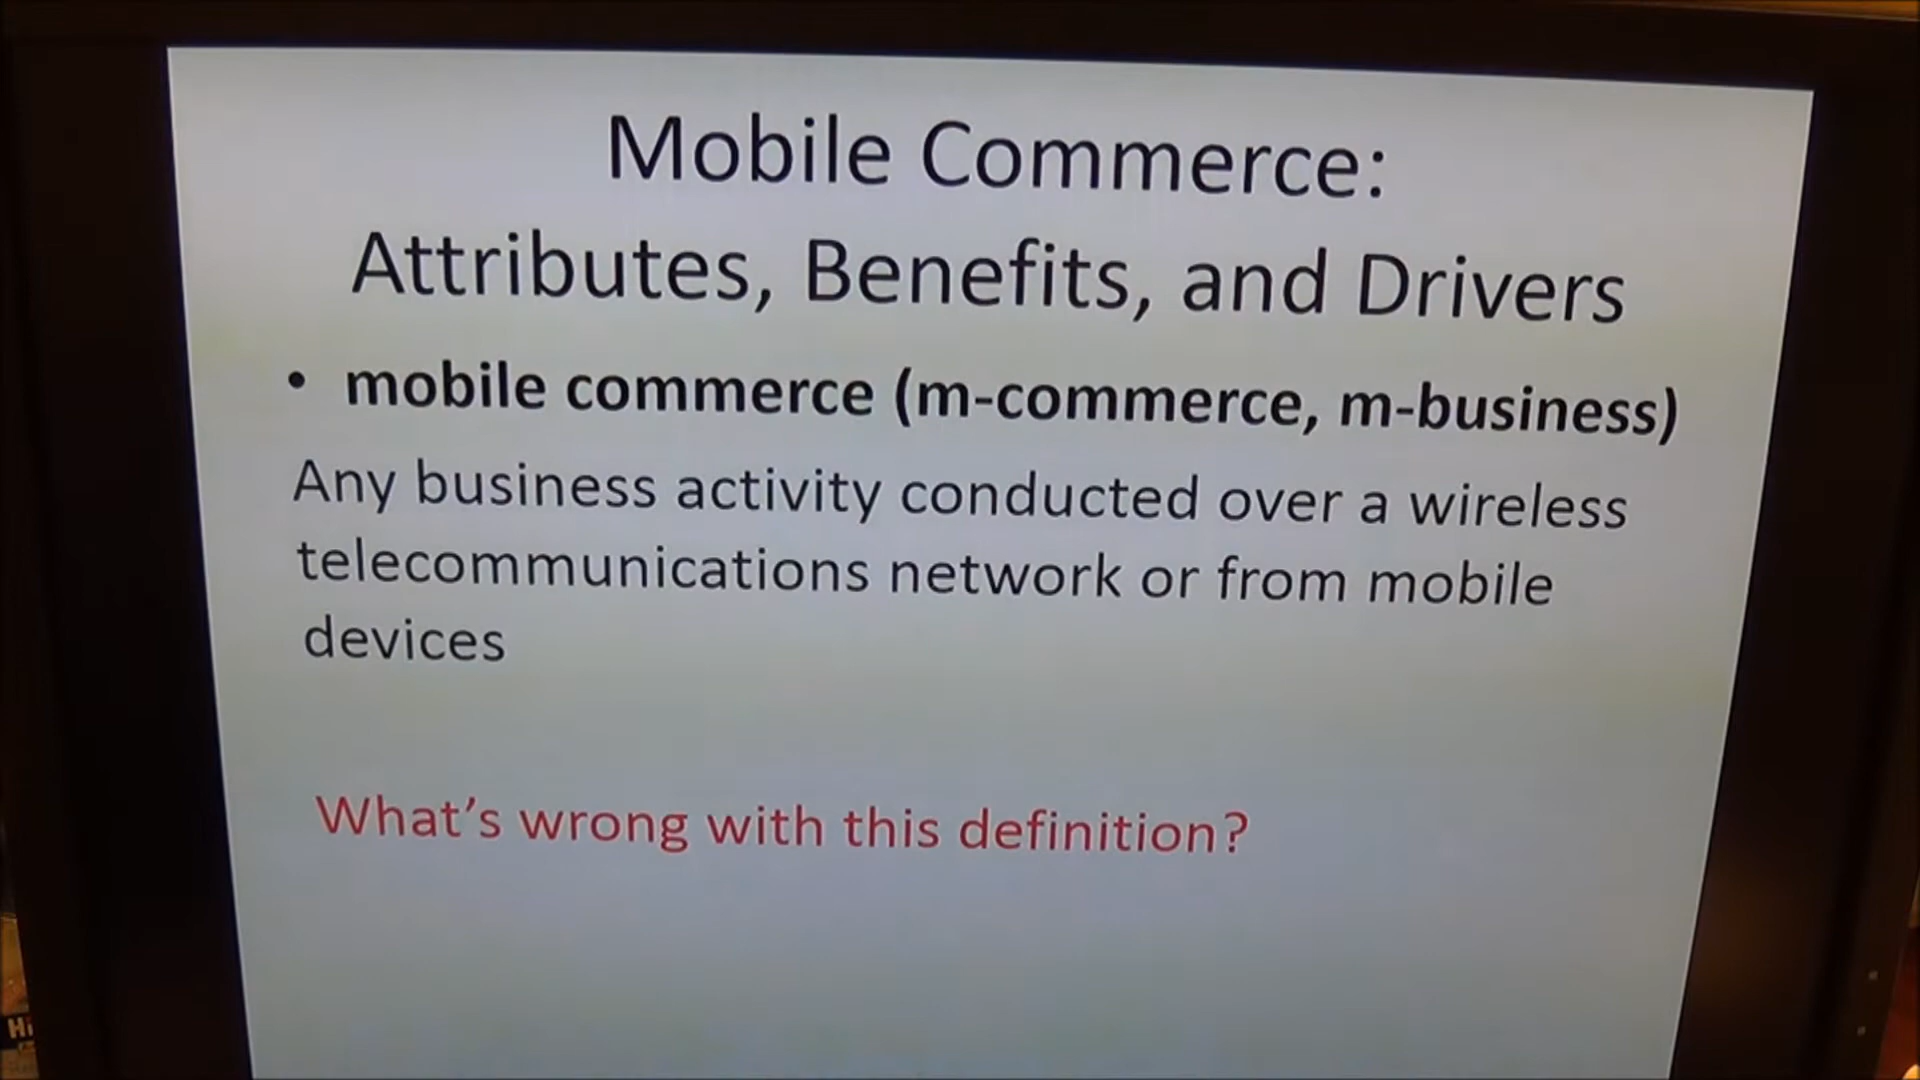 Mobile Commerce:
Attributes, Benefits, and Drivers
• mobile commerce (m-commerce, m-business)
Any business activity conducted over a wireless
telecommunications network or from mobile
devices
What's wrong with this definition?
Hi